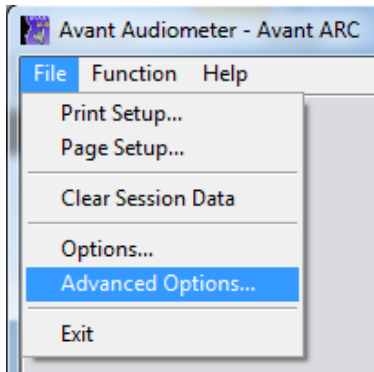 Avant Audiometer - Avant ARC
File Function Help
Print Setup...
Page Setup...
Clear Session Data
Options...
Advanced Options...
Exit